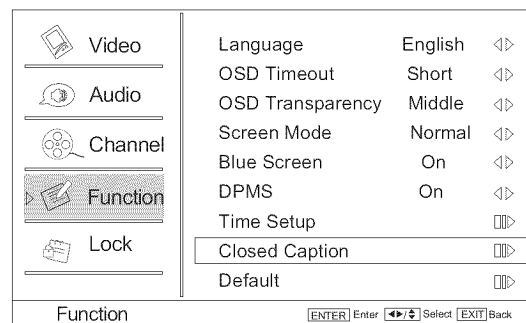 Video
Audio
Channel
Function
Lock
Language English
OSD Timeout Short
OSD Transparency Middle
Screen Mode Normal
Blue Screen On
DPMS On
Time Setup
Closed Caption
Default
Function ENTER Enter ◀▶/▲▼ Select EXIT Back